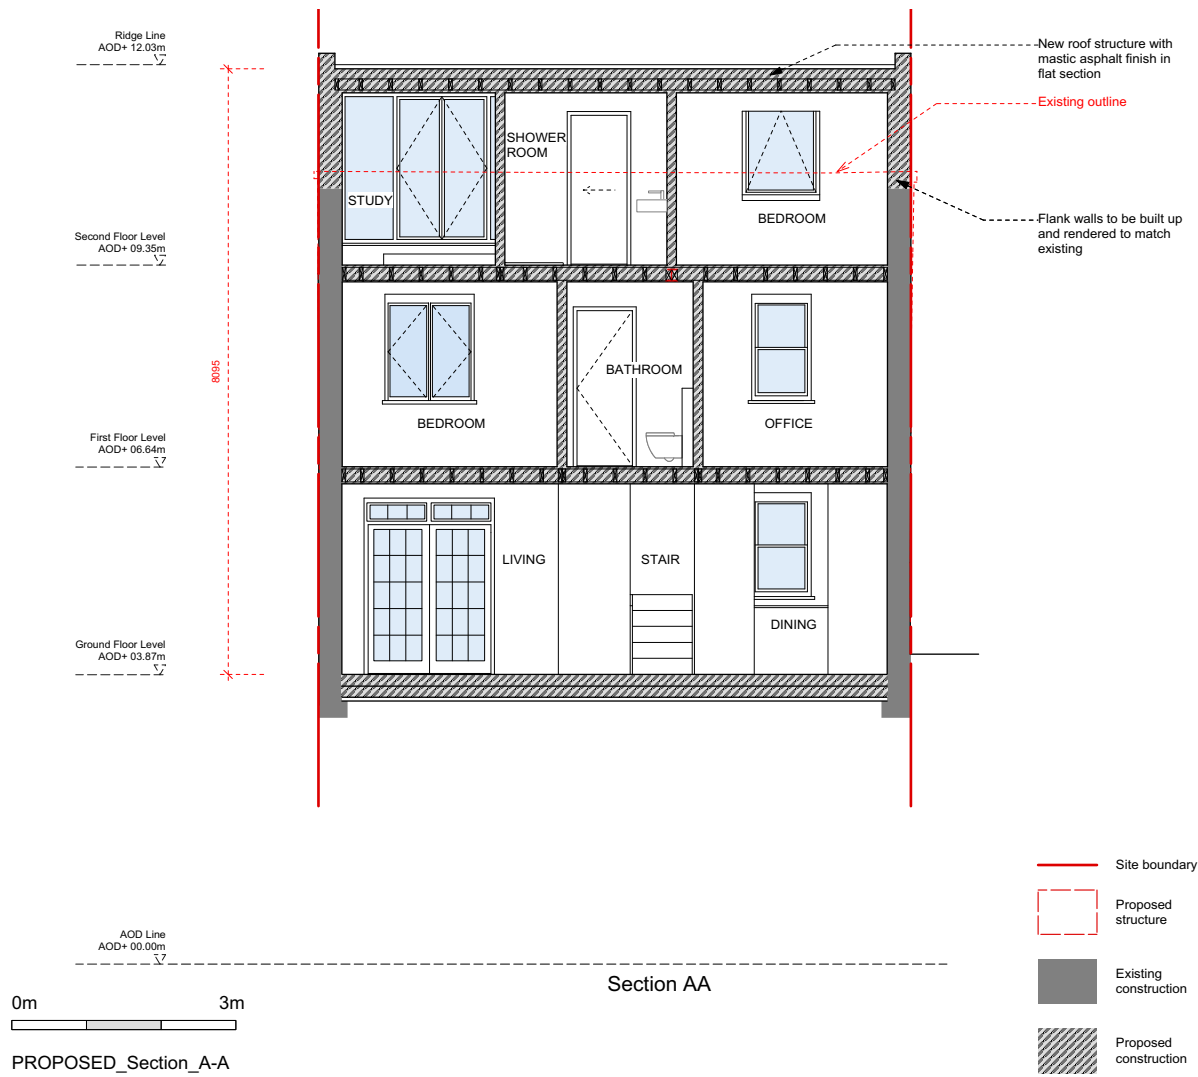 Ridge Line
AOD+ 12.03m
New roof structure with
mastic asphalt finish in
flat section
Existing outline
SHOWER
ROOM
STUDY
BEDROOM
Flank walls to be built up
and rendered to match
existing
Second Floor Level
AOD+ 09.35m
8095
BATHROOM
BEDROOM
OFFICE
First Floor Level
AOD+ 06.64m
LIVING
STAIR
DINING
Ground Floor Level
AOD+ 03.87m
Site boundary
Proposed
structure
AOD Line
AOD+ 00.00m
Section AA
Existing
construction
0m
3m
Proposed
construction
PROPOSED_Section_A-A